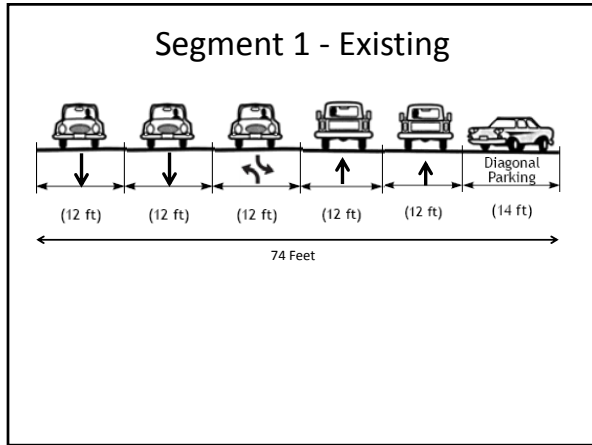 Segment 1 - Existing
Diagonal
Parking
(12 ft) (12 ft) (12 ft) (12 ft) (12 ft) (14 ft)
74 Feet